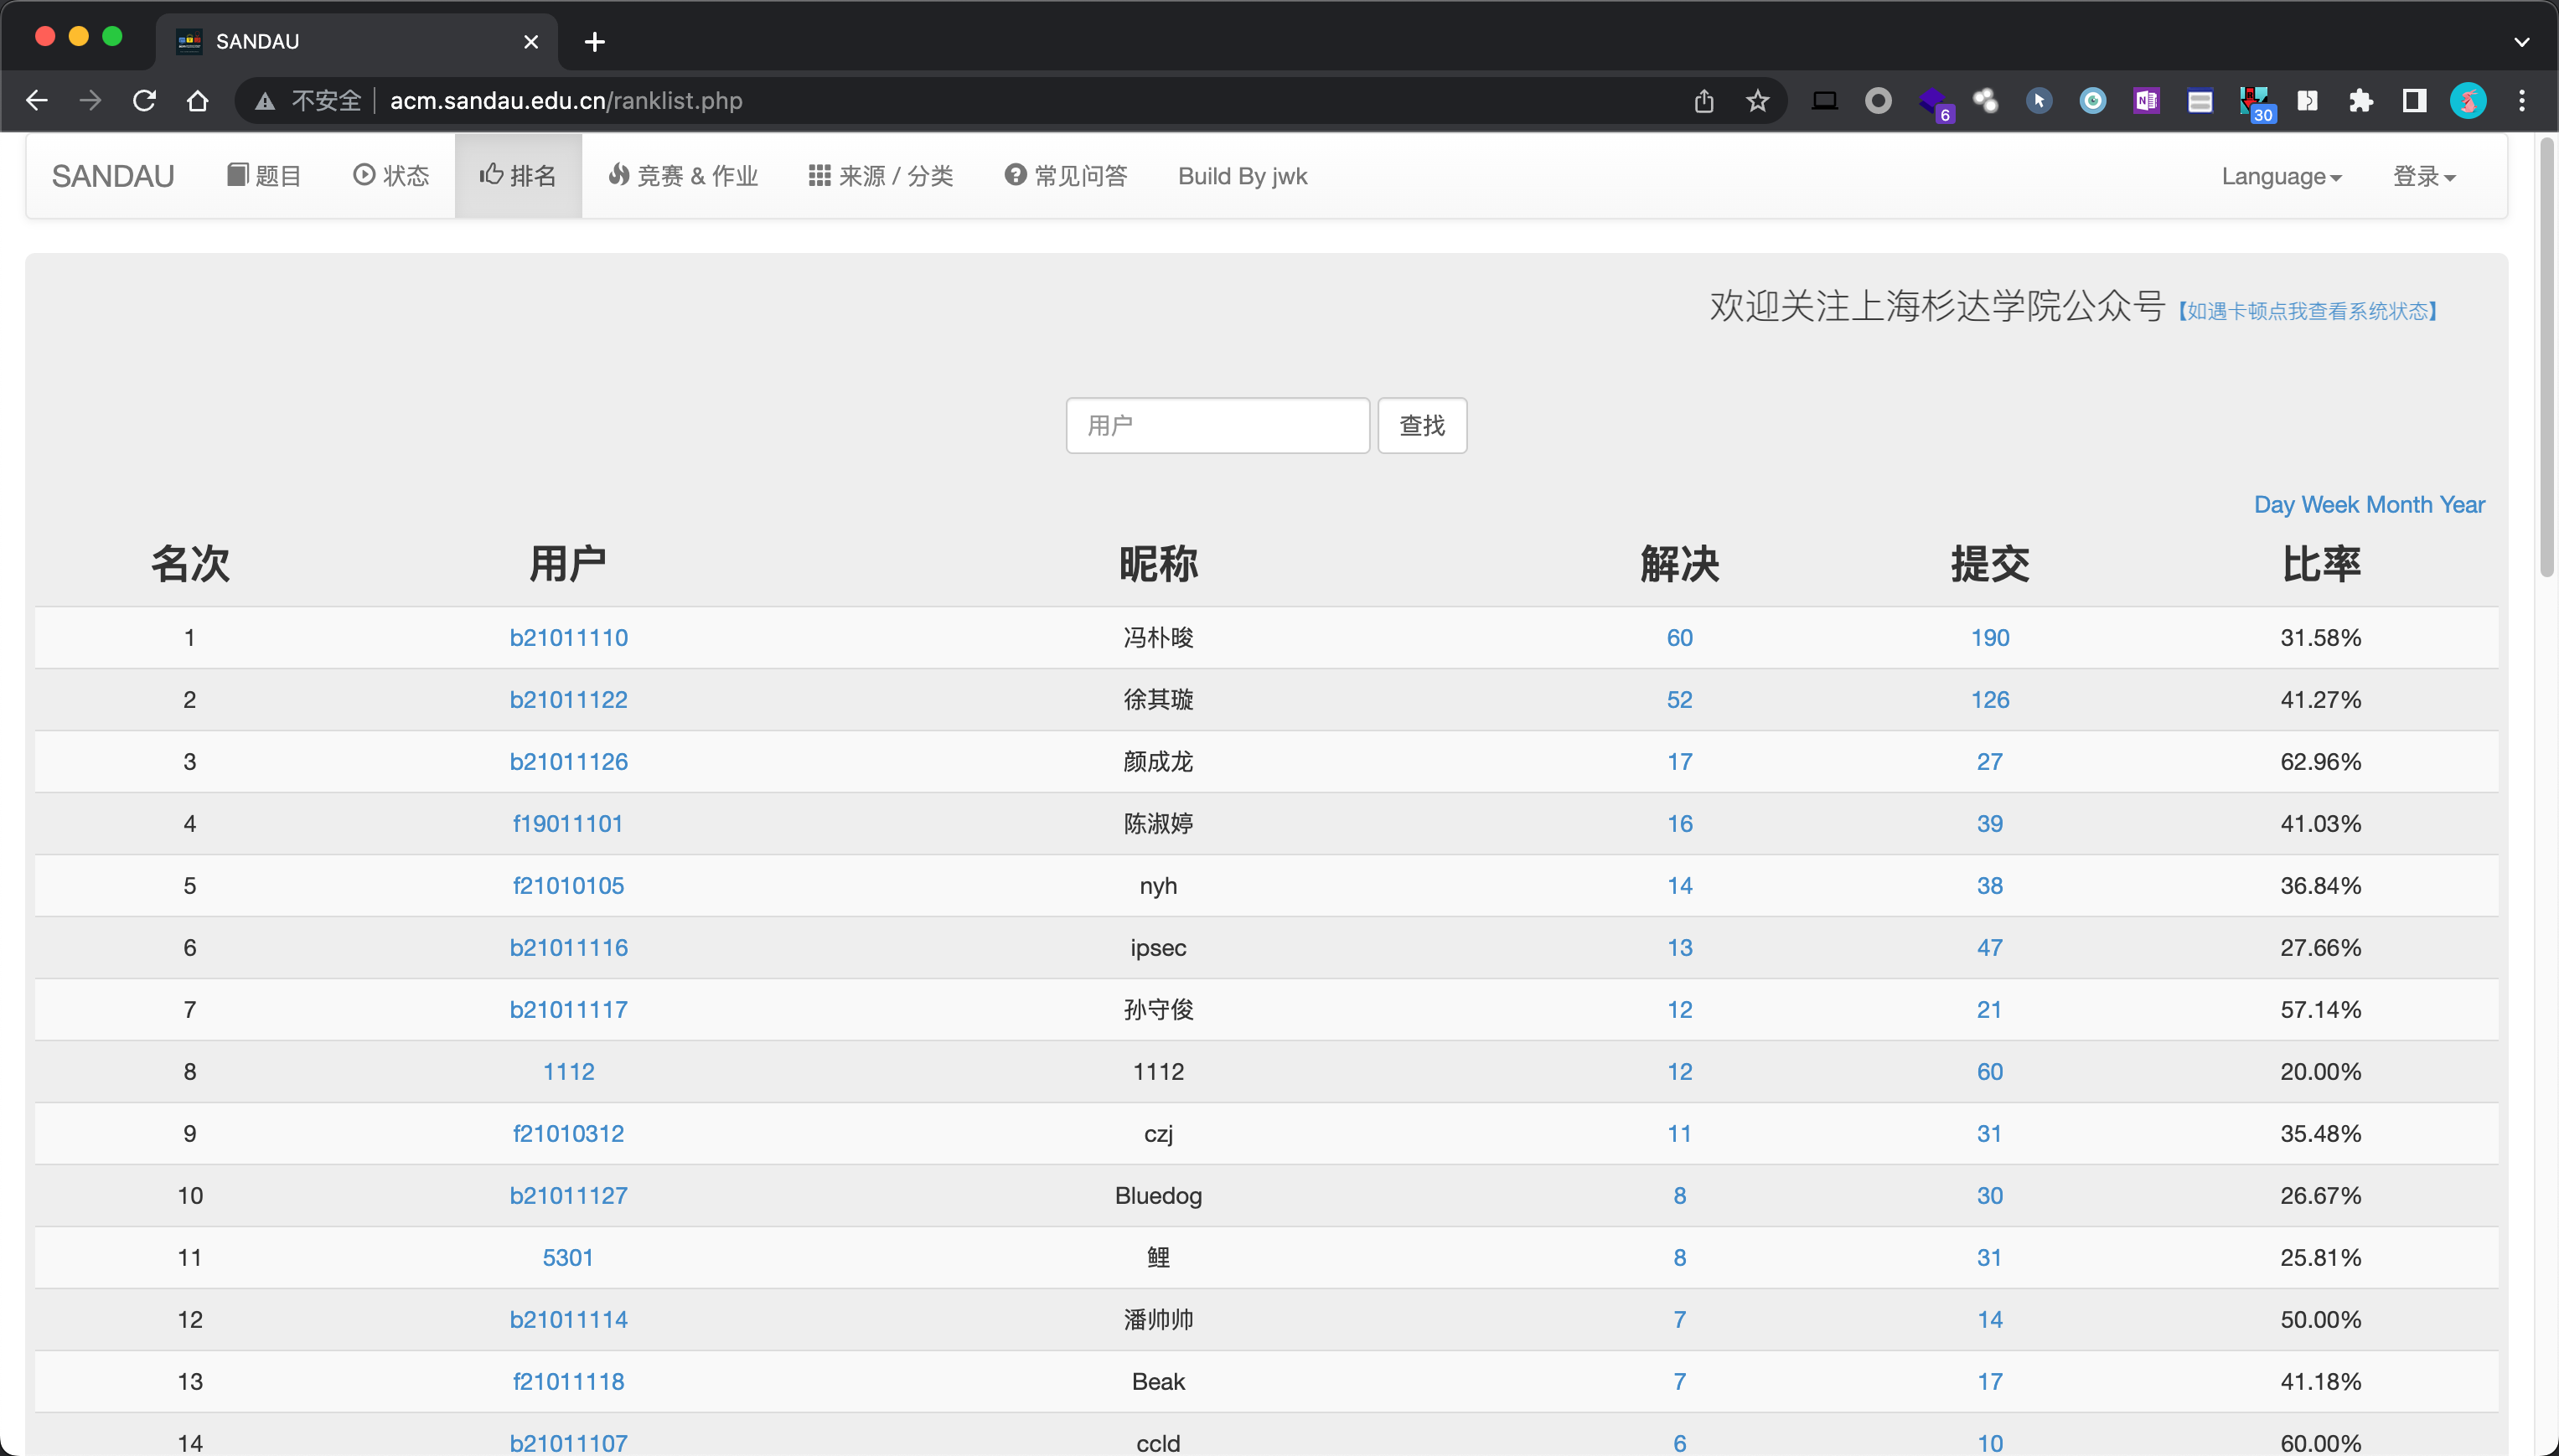 SANDAU
不安全 acm.sandau.edu.cn/ranklist.php
6
30
SANDAU 题目 状态 排名 竞赛 & 作业 来源 / 分类 常见问答 Build By jwk Language 登录
欢迎关注上海杉达学院公众号【如遇卡顿点我查看系统状态】
用户 查找
Day Week Month Year
名次 用户 昵称 解决 提交 比率
1 b21011110 冯朴晙 60 190 31.58%
2 b21011122 徐其璇 52 126 41.27%
3 b21011126 颜成龙 17 27 62.96%
4 f19011101 陈淑婷 16 39 41.03%
5 f21010105 nyh 14 38 36.84%
6 b21011116 ipsec 13 47 27.66%
7 b21011117 孙守俊 12 21 57.14%
8 1112 1112 12 60 20.00%
9 f21010312 czj 11 31 35.48%
10 b21011127 Bluedog 8 30 26.67%
11 5301 鲤 8 31 25.81%
12 b21011114 潘帅帅 7 14 50.00%
13 f21011118 Beak 7 17 41.18%
14 b21011107 ccld 6 10 60.00%